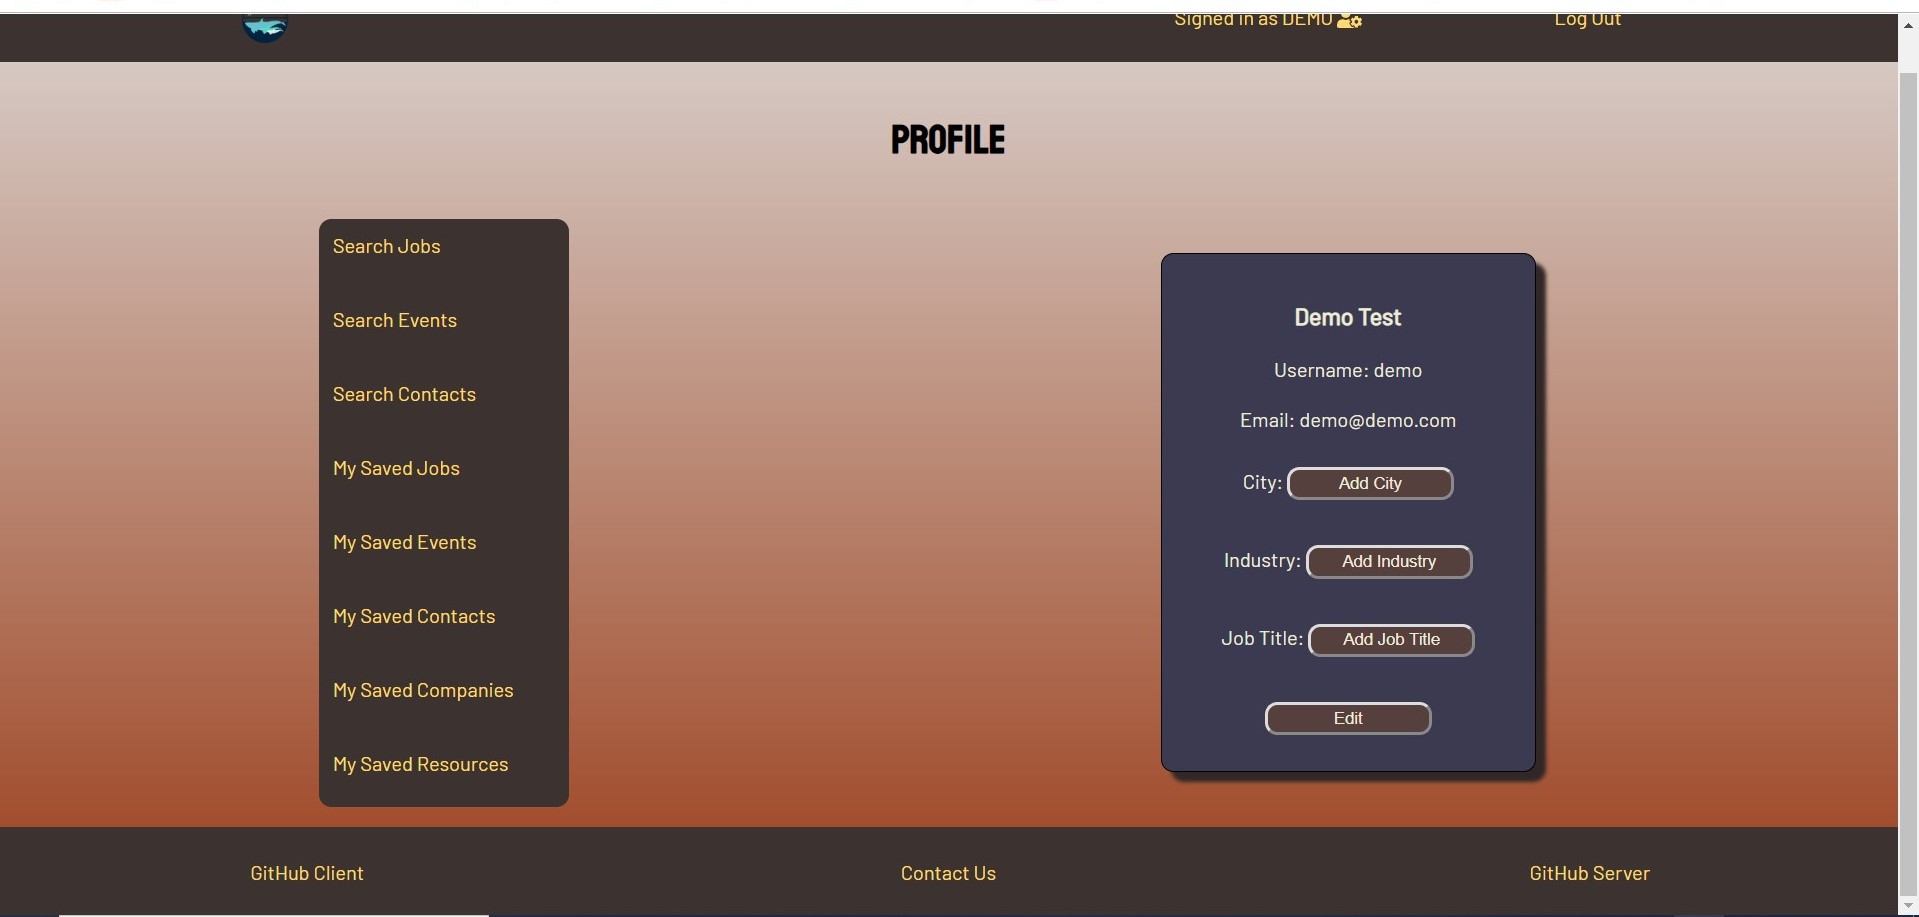 Signed in as DEMO
Log Out
PROFILE
Search Jobs
Search Events
Search Contacts
My Saved Jobs
My Saved Events
My Saved Contacts
My Saved Companies
My Saved Resources
Demo Test
Username: demo
Email: demo@demo.com
City: Add City
Industry: Add Industry
Job Title: Add Job Title
Edit
GitHub Client
Contact Us
GitHub Server